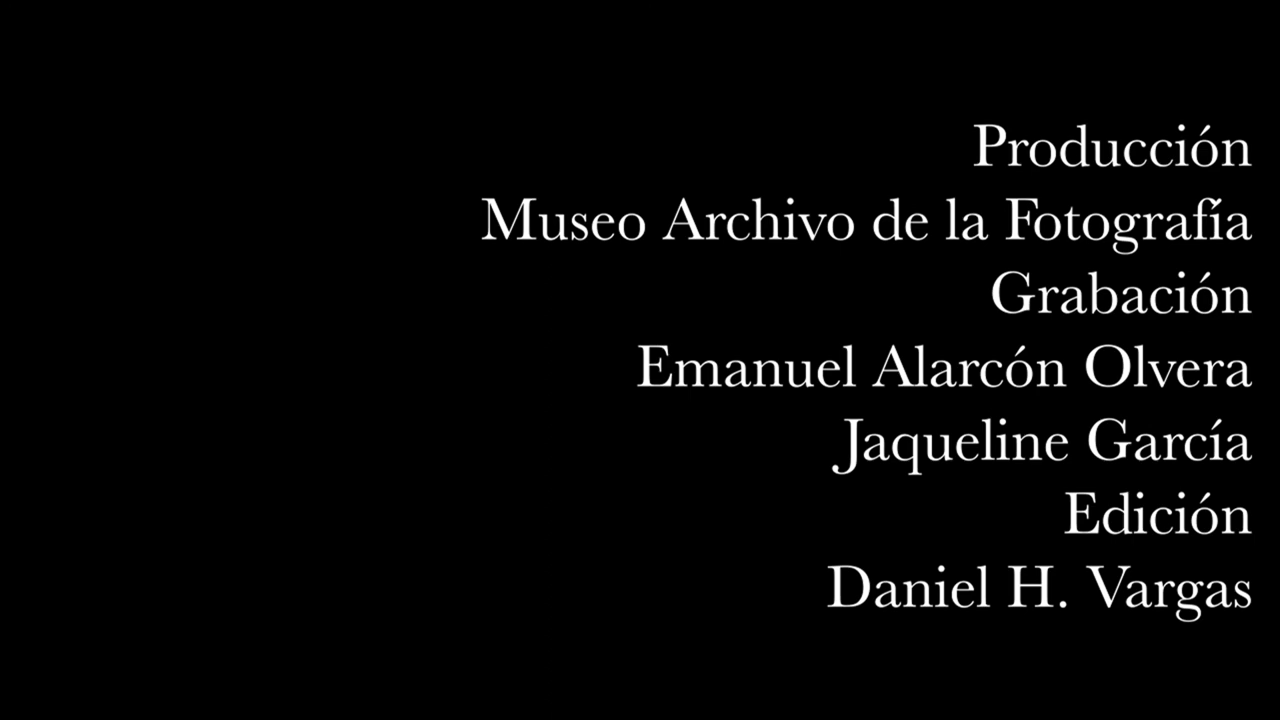 Producción
Museo Archivo de la Fotografía
Grabación
Emanuel Alarcón Olvera
Jaqueline García
Edición
Daniel H. Vargas